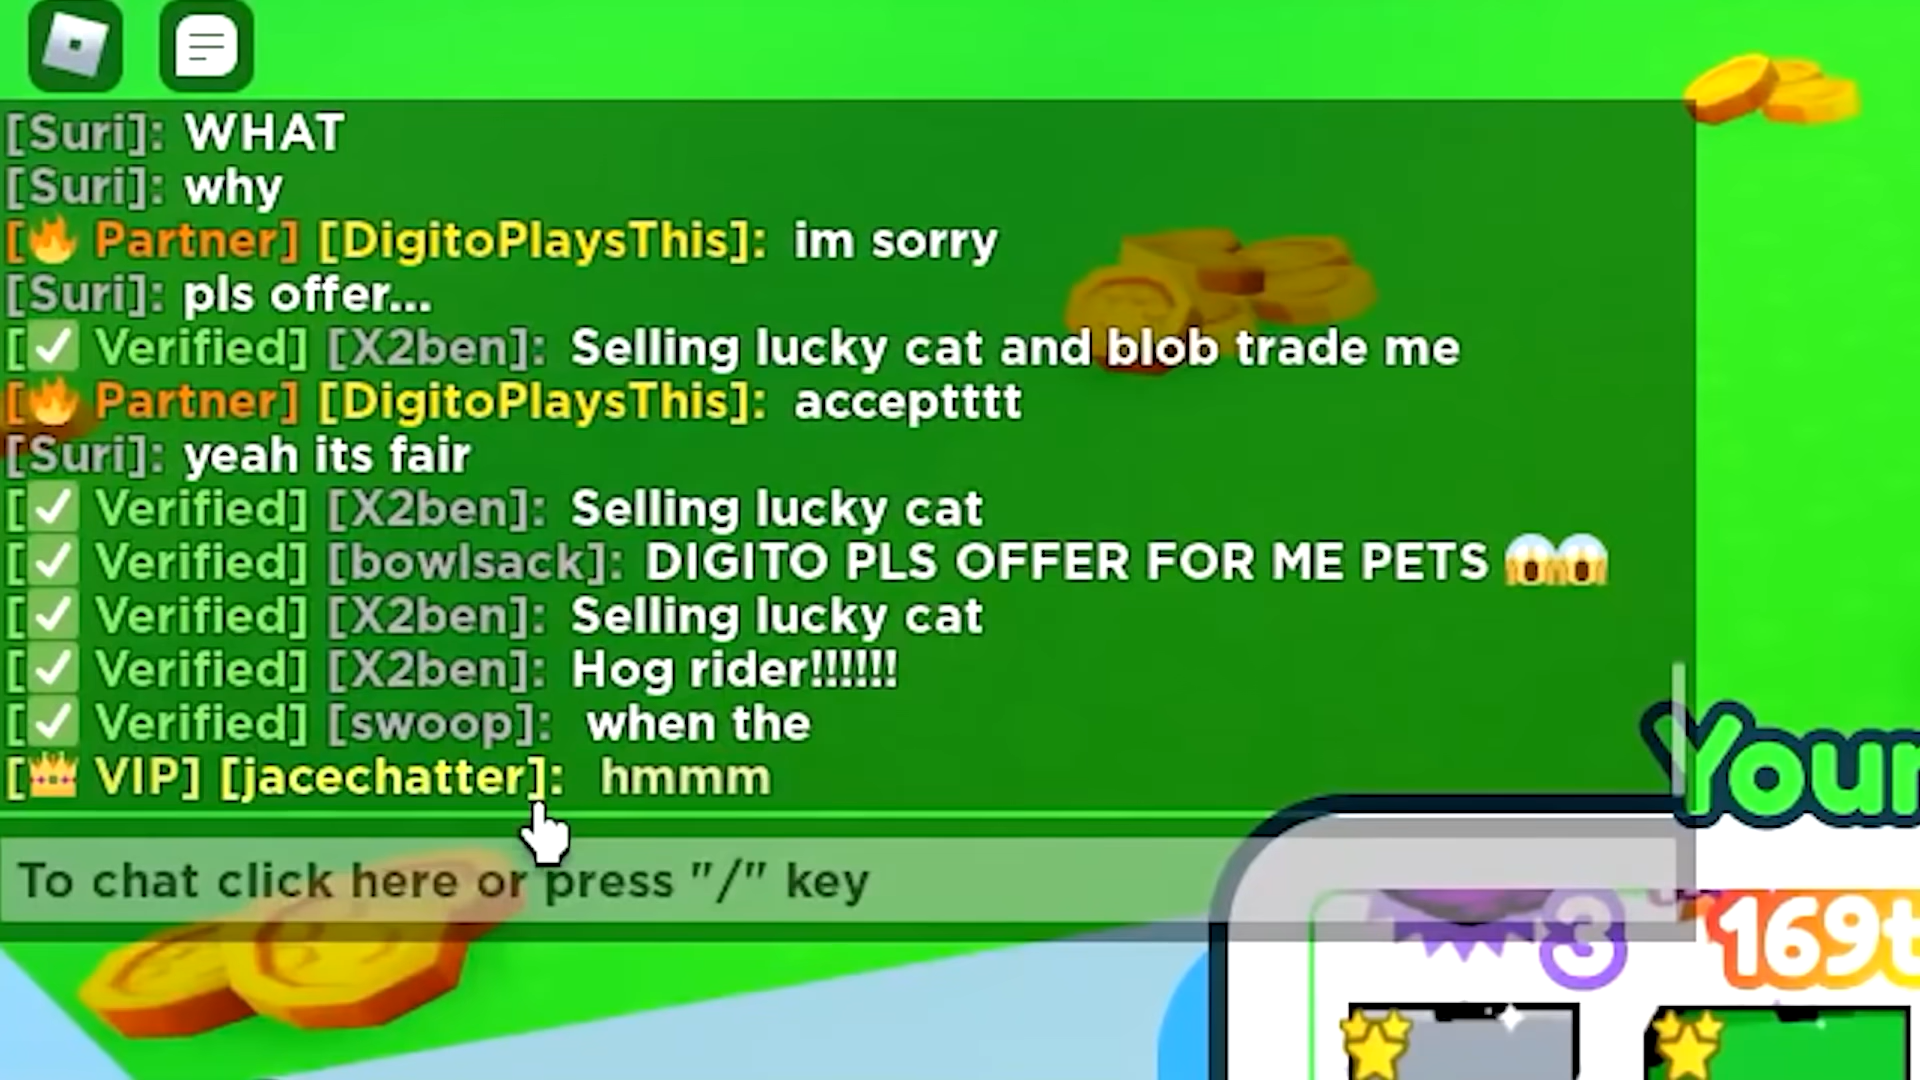 [Suri]: WHAT
[Suri]: why
[🔥 Partner] [DigitoPlaysThis]: im sorry
[Suri]: pls offer...
[✅ Verified] [X2ben]: Selling lucky cat and blob trade me
[🔥 Partner] [DigitoPlaysThis]: accepttttt
[Suri]: yeah its fair
[✅ Verified] [X2ben]: Selling lucky cat
[✅ Verified] [bowlsack]: DIGITO PLS OFFER FOR ME PETS 😱😱
[✅ Verified] [X2ben]: Selling lucky cat
[✅ Verified] [X2ben]: Hog rider!!!!!!
[✅ Verified] [swoop]: when the
[👑 VIP] [jacechatter]: hmmm
Your
To chat click here or press "/" key
3
169t